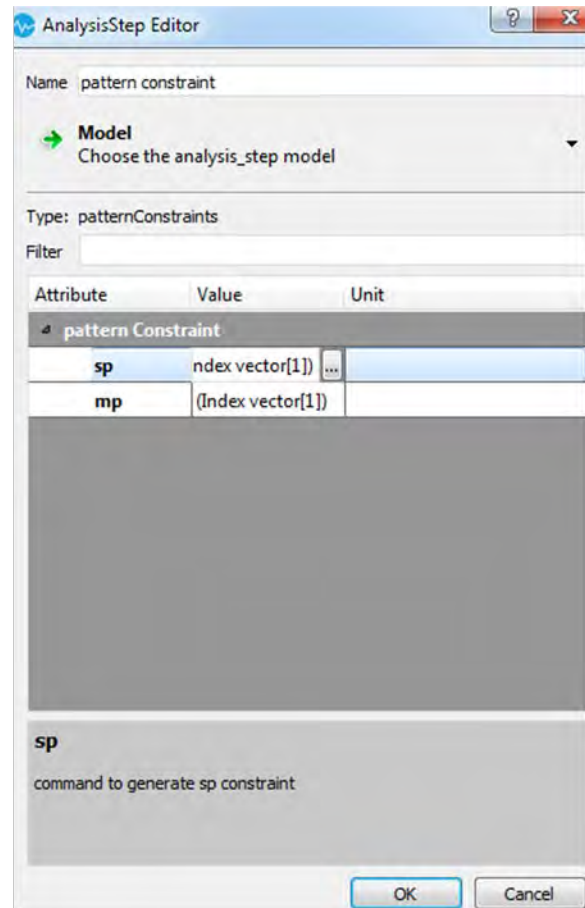 AnalysisStep Editor
Name pattern constraint
Model
Choose the analysis_step model
Type: patternConstraints
Filter
Attribute Value Unit
pattern Constraint
sp ndex vector[1]) ...
mp (Index vector[1])
sp
command to generate sp constraint
OK Cancel